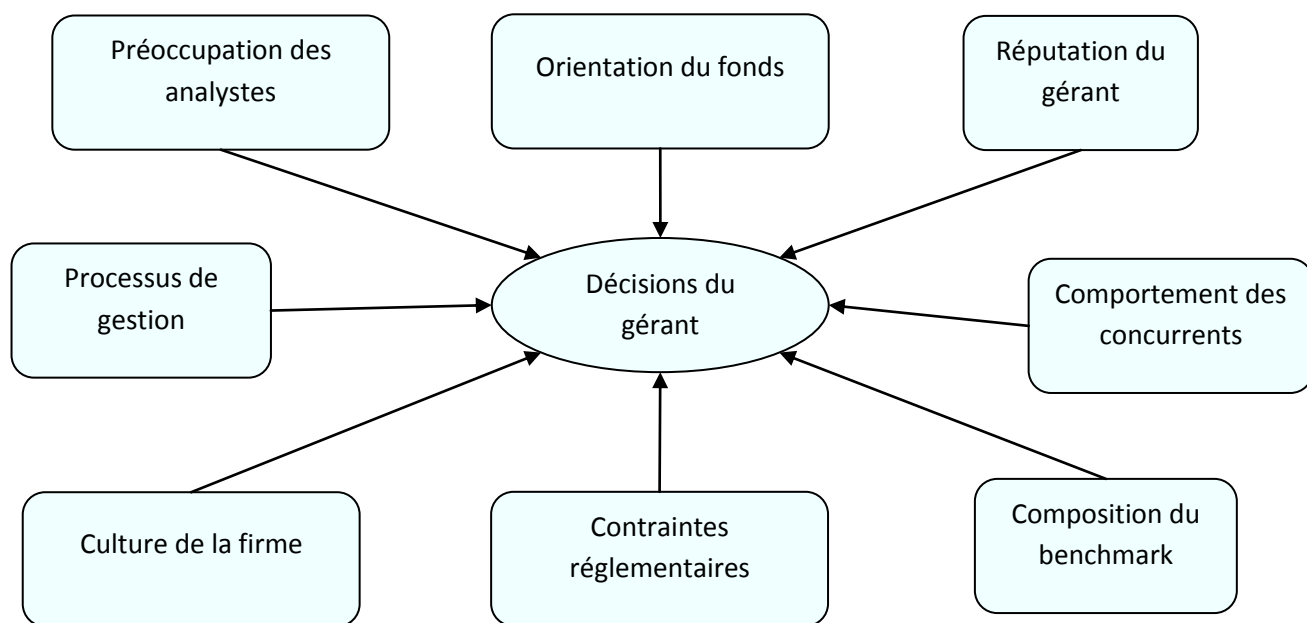 Préoccupation des
analystes
Orientation du fonds
Réputation du
gérant
Processus de
gestion
Décisions du
gérant
Comportement des
concurrents
Culture de la firme
Contraintes
réglementaires
Composition du
benchmark